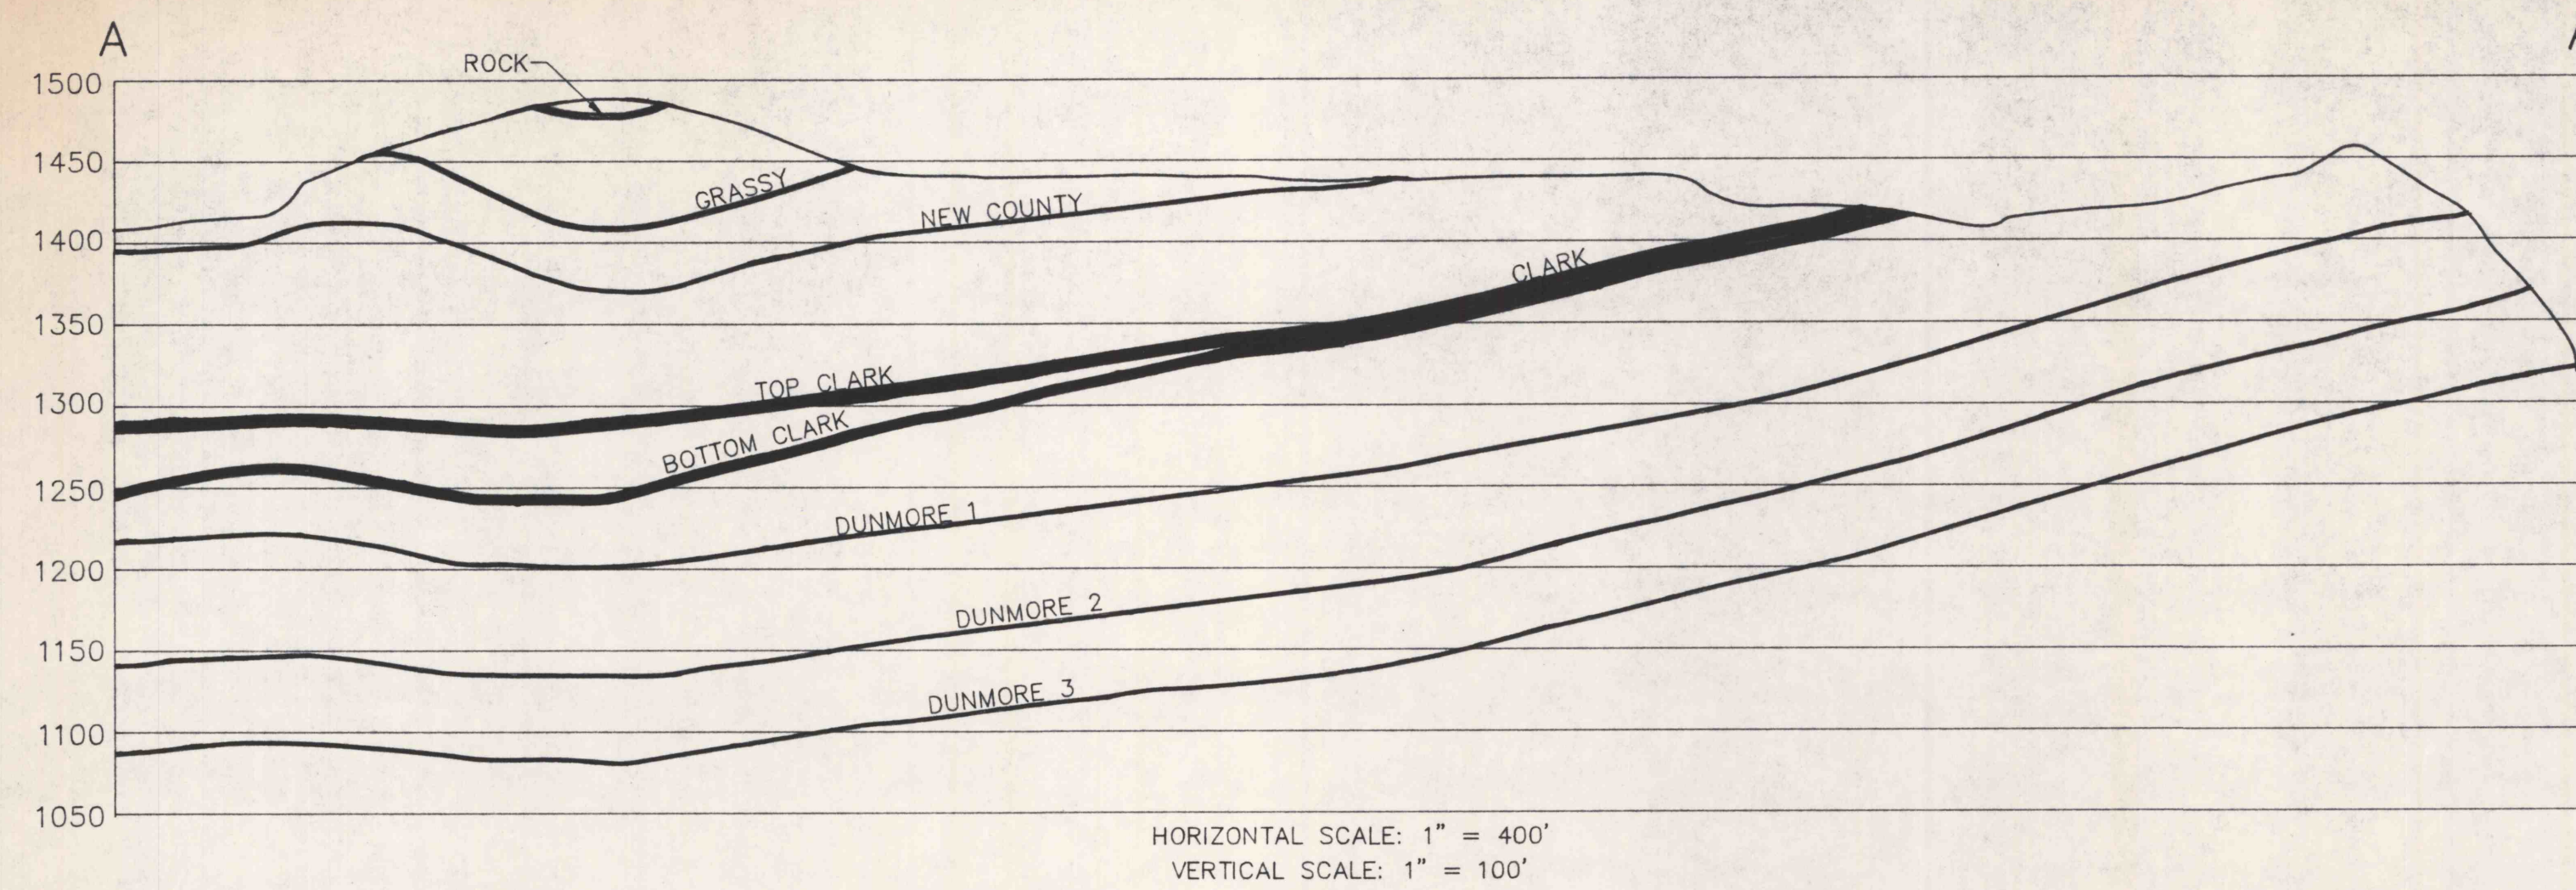 A
ROCK
1500
1450
GRASSY
NEW COUNTY
1400
CLARK
1350
TOP CLARK
1300
BOTTOM CLARK
1250
DUNMORE 1
1200
DUNMORE 2
1150
DUNMORE 3
1100
1050
HORIZONTAL SCALE: 1" = 400'
VERTICAL SCALE: 1" = 100'